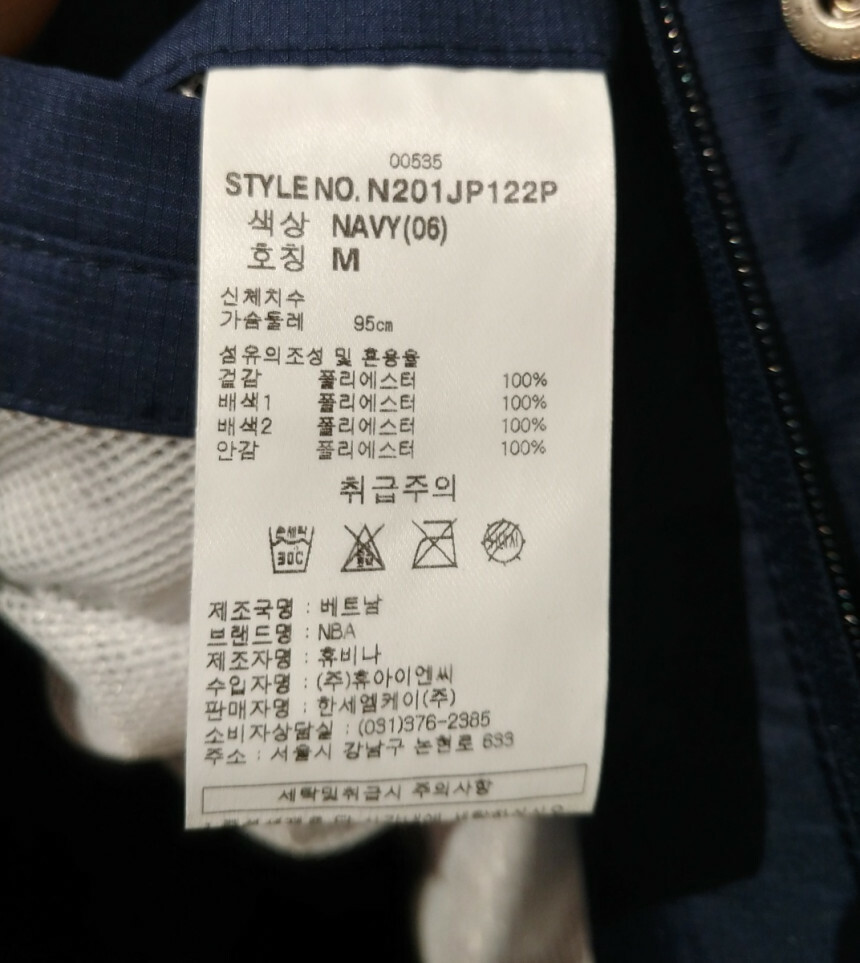 00535
STYLE NO. N201JP122P
색상 NAVY(06)
호칭 M
신체치수
가슴둘레 95cm
섬유의조성 및 혼용율
겉감 폴리에스터 100%
배색1 폴리에스터 100%
배색2 폴리에스터 100%
안감 폴리에스터 100%
취급주의
손세탁
30C
제조국명 : 베트남
브랜드명 : NBA
제조자명 : 휴비나
수입자명 : (주)휴아이엔씨
판매자명 : 한세엠케이(주)
소비자상담실 : (031)376-2385
주소 : 서울시 강남구 논현로 633
세탁및취급시 주의사항